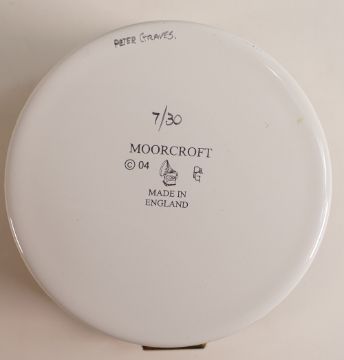 PETER GRAVES.
7/30
MOORCROFT
© 04
MADE IN
ENGLAND